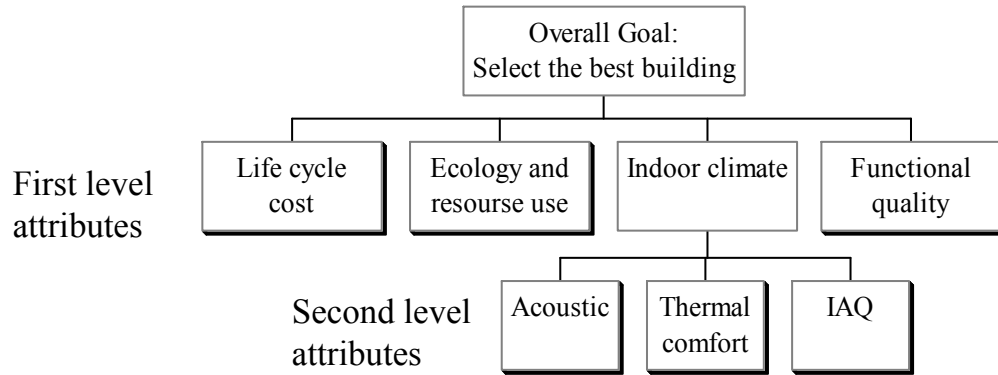 Overall Goal:
Select the best building
First level
attributes
Life cycle
cost
Ecology and
resourse use
Indoor climate
Functional
quality
Second level
attributes
Acoustic
Thermal
comfort
IAQ